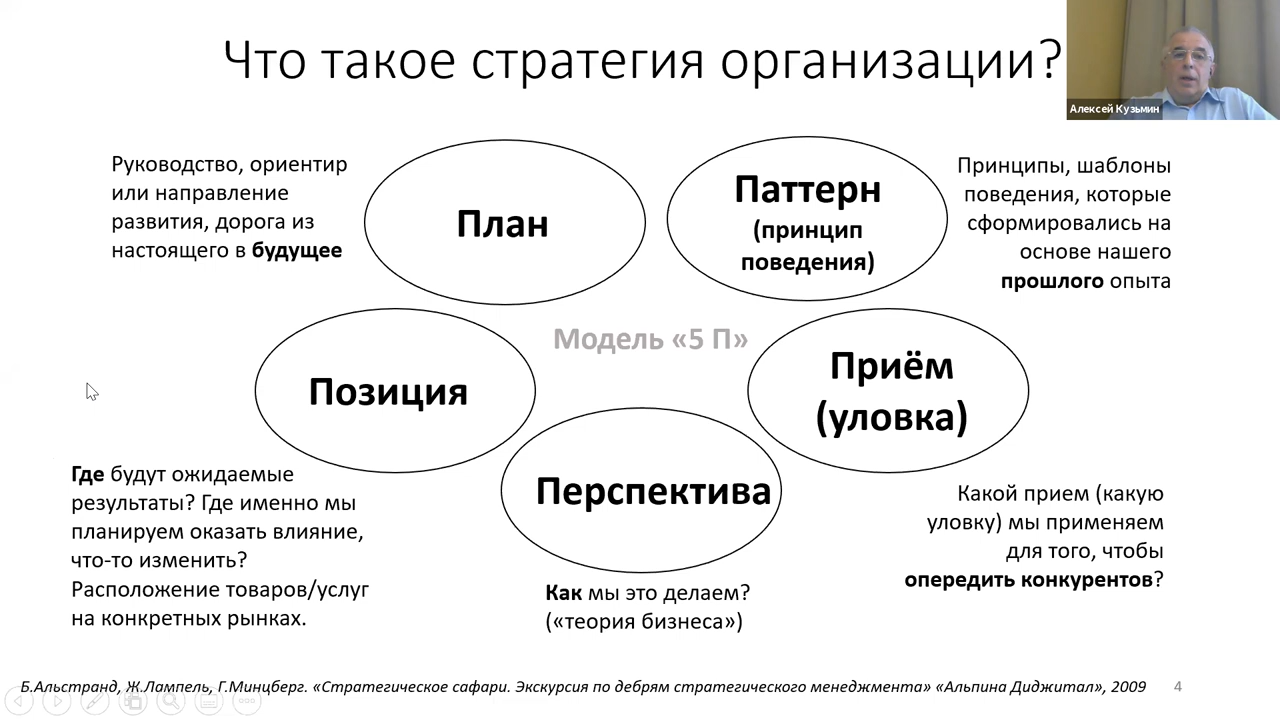 Что такое стратегия организации?
Алексей Кузьмин
Руководство, ориентир
или направление
развития, дорога из
настоящего в будущее
План
Паттерн
(принцип
поведения)
Принципы, шаблоны
поведения, которые
сформировались на
основе нашего
прошлого опыта
Модель «5 П»
Позиция
Приём
(уловка)
Перспектива
Где будут ожидаемые
результаты? Где именно мы
планируем оказать влияние,
что-то изменить?
Расположение товаров/услуг
на конкретных рынках.
Как мы это делаем?
(«теория бизнеса»)
Какой прием (какую
уловку) мы применяем
для того, чтобы
опередить конкурентов?
Б.Альстранд, Ж.Лампель, Г.Минцберг. «Стратегическое сафари. Экскурсия по дебрям стратегического менеджмента» «Альпина Диджитал», 2009
4